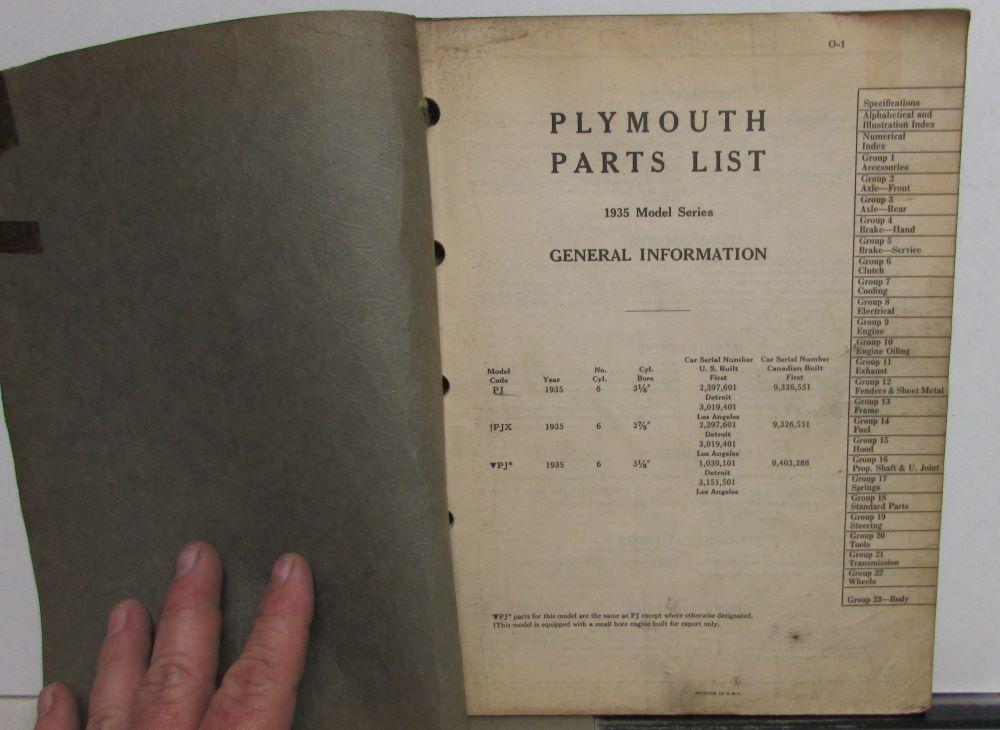 O-1
PLYMOUTH
PARTS LIST
1935 Model Series
GENERAL INFORMATION
Model Code Year No. Cyl. Cyl. Bore Car Serial Number U. S. Built First Car Serial Number Canadian Built First
PJ 1935 6 3⅛″ 2,397,601 9,326,551
Detroit
3,019,401
Los Angeles
†PJX 1935 6 2⅞″ 2,397,601 9,326,551
Detroit
3,019,401
Los Angeles
▼PJ* 1935 6 3⅛″ 1,039,101 9,403,286
Detroit
3,151,501
Los Angeles
▼PJ* parts for this model are the same as PJ except where otherwise designated.
†This model is equipped with a small bore engine built for export only.
PRINTED IN U.S.A.
Specifications
Alphabetical and
Illustration Index
Numerical
Index
Group 1
Accessories
Group 2
Axle—Front
Group 3
Axle—Rear
Group 4
Brake—Hand
Group 5
Brake—Service
Group 6
Clutch
Group 7
Cooling
Group 8
Electrical
Group 9
Engine
Group 10
Engine Oiling
Group 11
Exhaust
Group 12
Fenders & Sheet Metal
Group 13
Frame
Group 14
Fuel
Group 15
Hood
Group 16
Prop. Shaft & U. Joint
Group 17
Springs
Group 18
Standard Parts
Group 19
Steering
Group 20
Tools
Group 21
Transmission
Group 22
Wheels
Group 23—Body